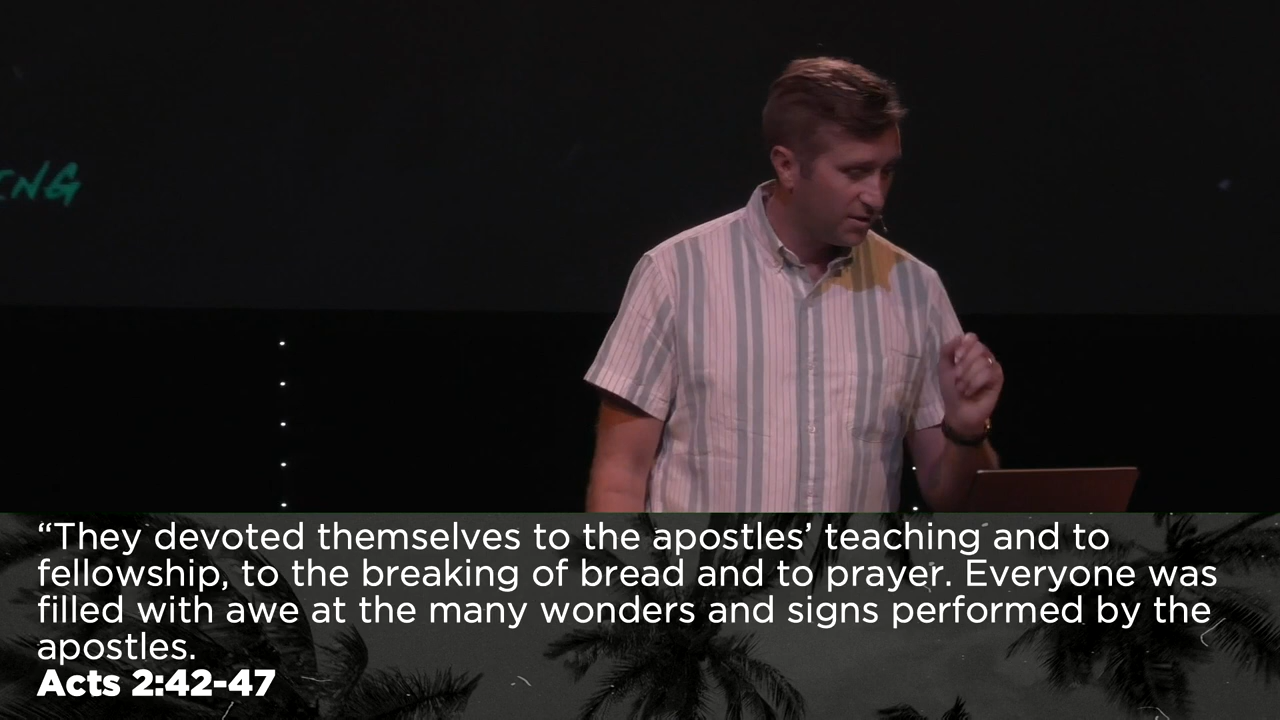 “They devoted themselves to the apostles’ teaching and to
fellowship, to the breaking of bread and to prayer. Everyone was
filled with awe at the many wonders and signs performed by the
apostles.
Acts 2:42-47